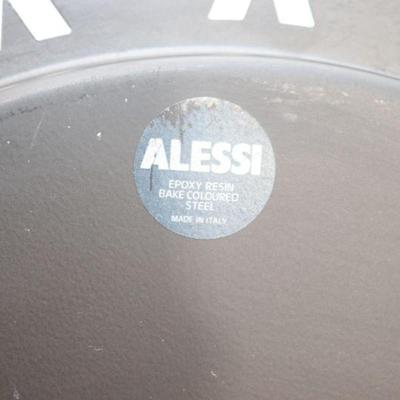 ALESSI
EPOXY RESIN
BAKE COLOURED
STEEL
MADE IN ITALY